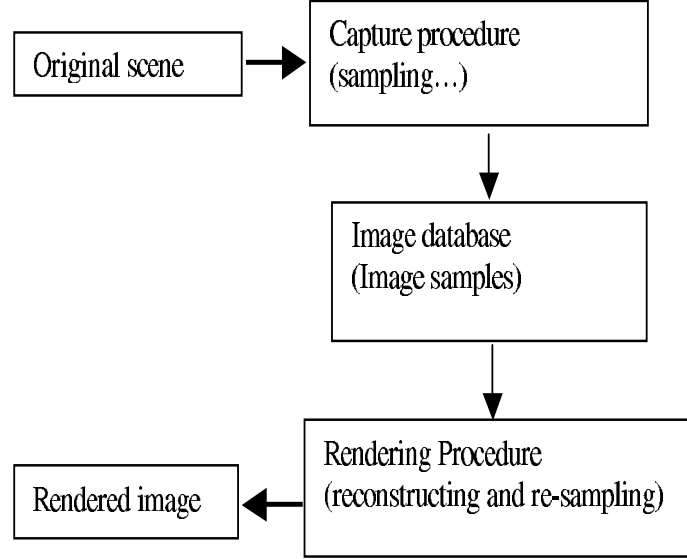 Original scene
Capture procedure
(sampling…)
Image database
(Image samples)
Rendering Procedure
(reconstructing and re-sampling)
Rendered image